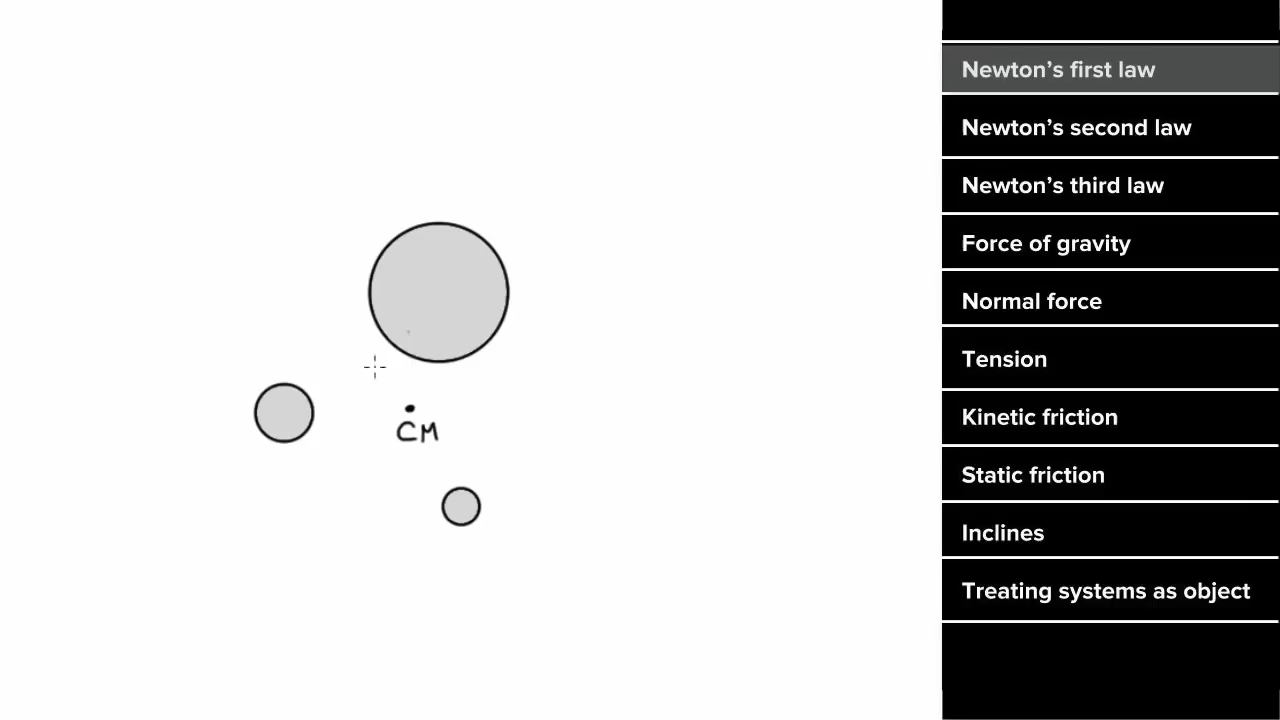 CM
Newton's first law
Newton's second law
Newton's third law
Force of gravity
Normal force
Tension
Kinetic friction
Static friction
Inclines
Treating systems as object